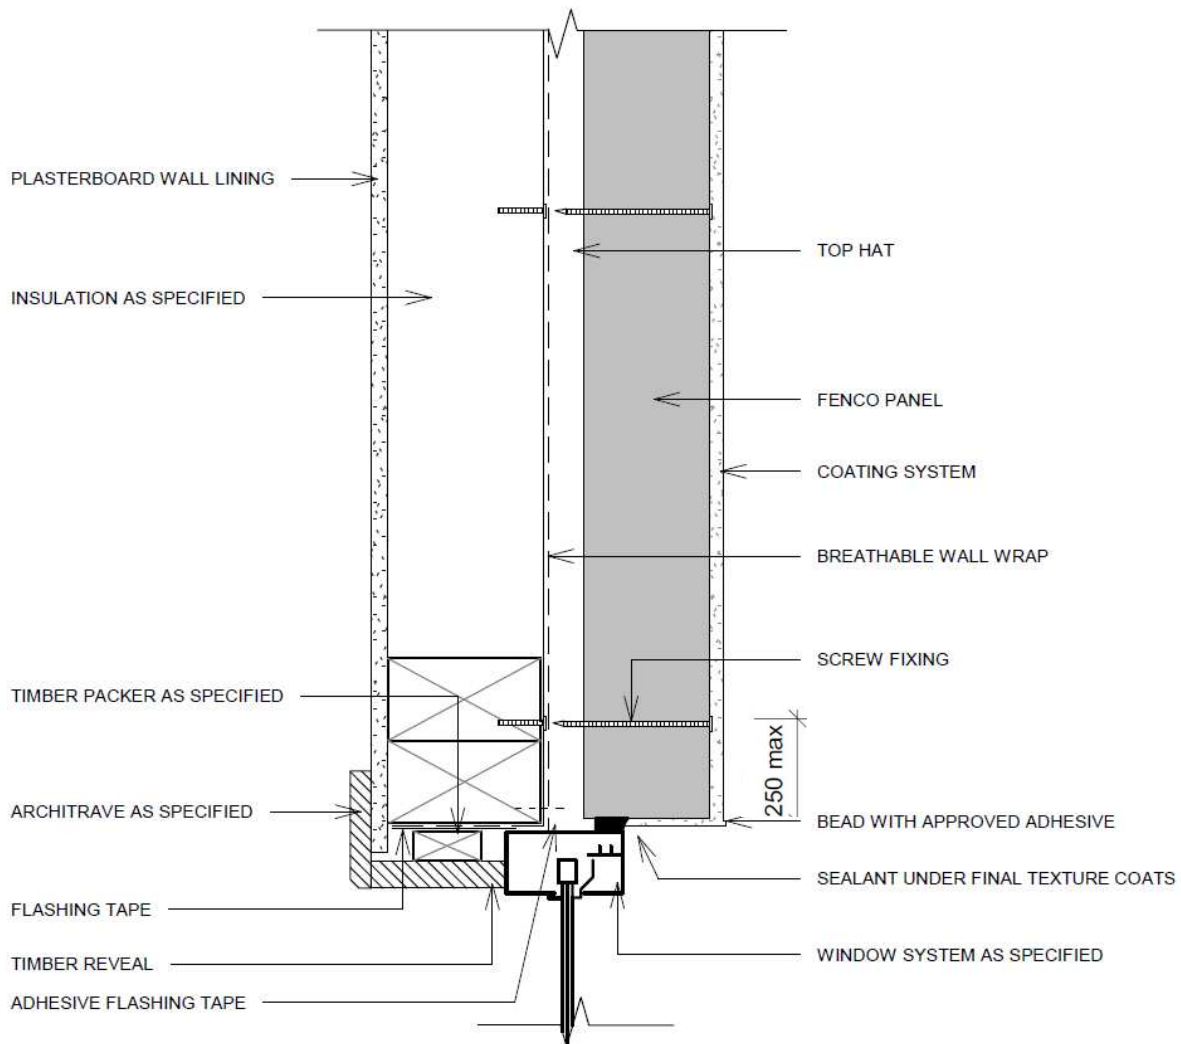 PLASTERBOARD WALL LINING
INSULATION AS SPECIFIED
TIMBER PACKER AS SPECIFIED
ARCHITRAVE AS SPECIFIED
FLASHING TAPE
TIMBER REVEAL
ADHESIVE FLASHING TAPE
TOP HAT
FENCO PANEL
COATING SYSTEM
BREATHABLE WALL WRAP
SCREW FIXING
250 max
BEAD WITH APPROVED ADHESIVE
SEALANT UNDER FINAL TEXTURE COATS
WINDOW SYSTEM AS SPECIFIED